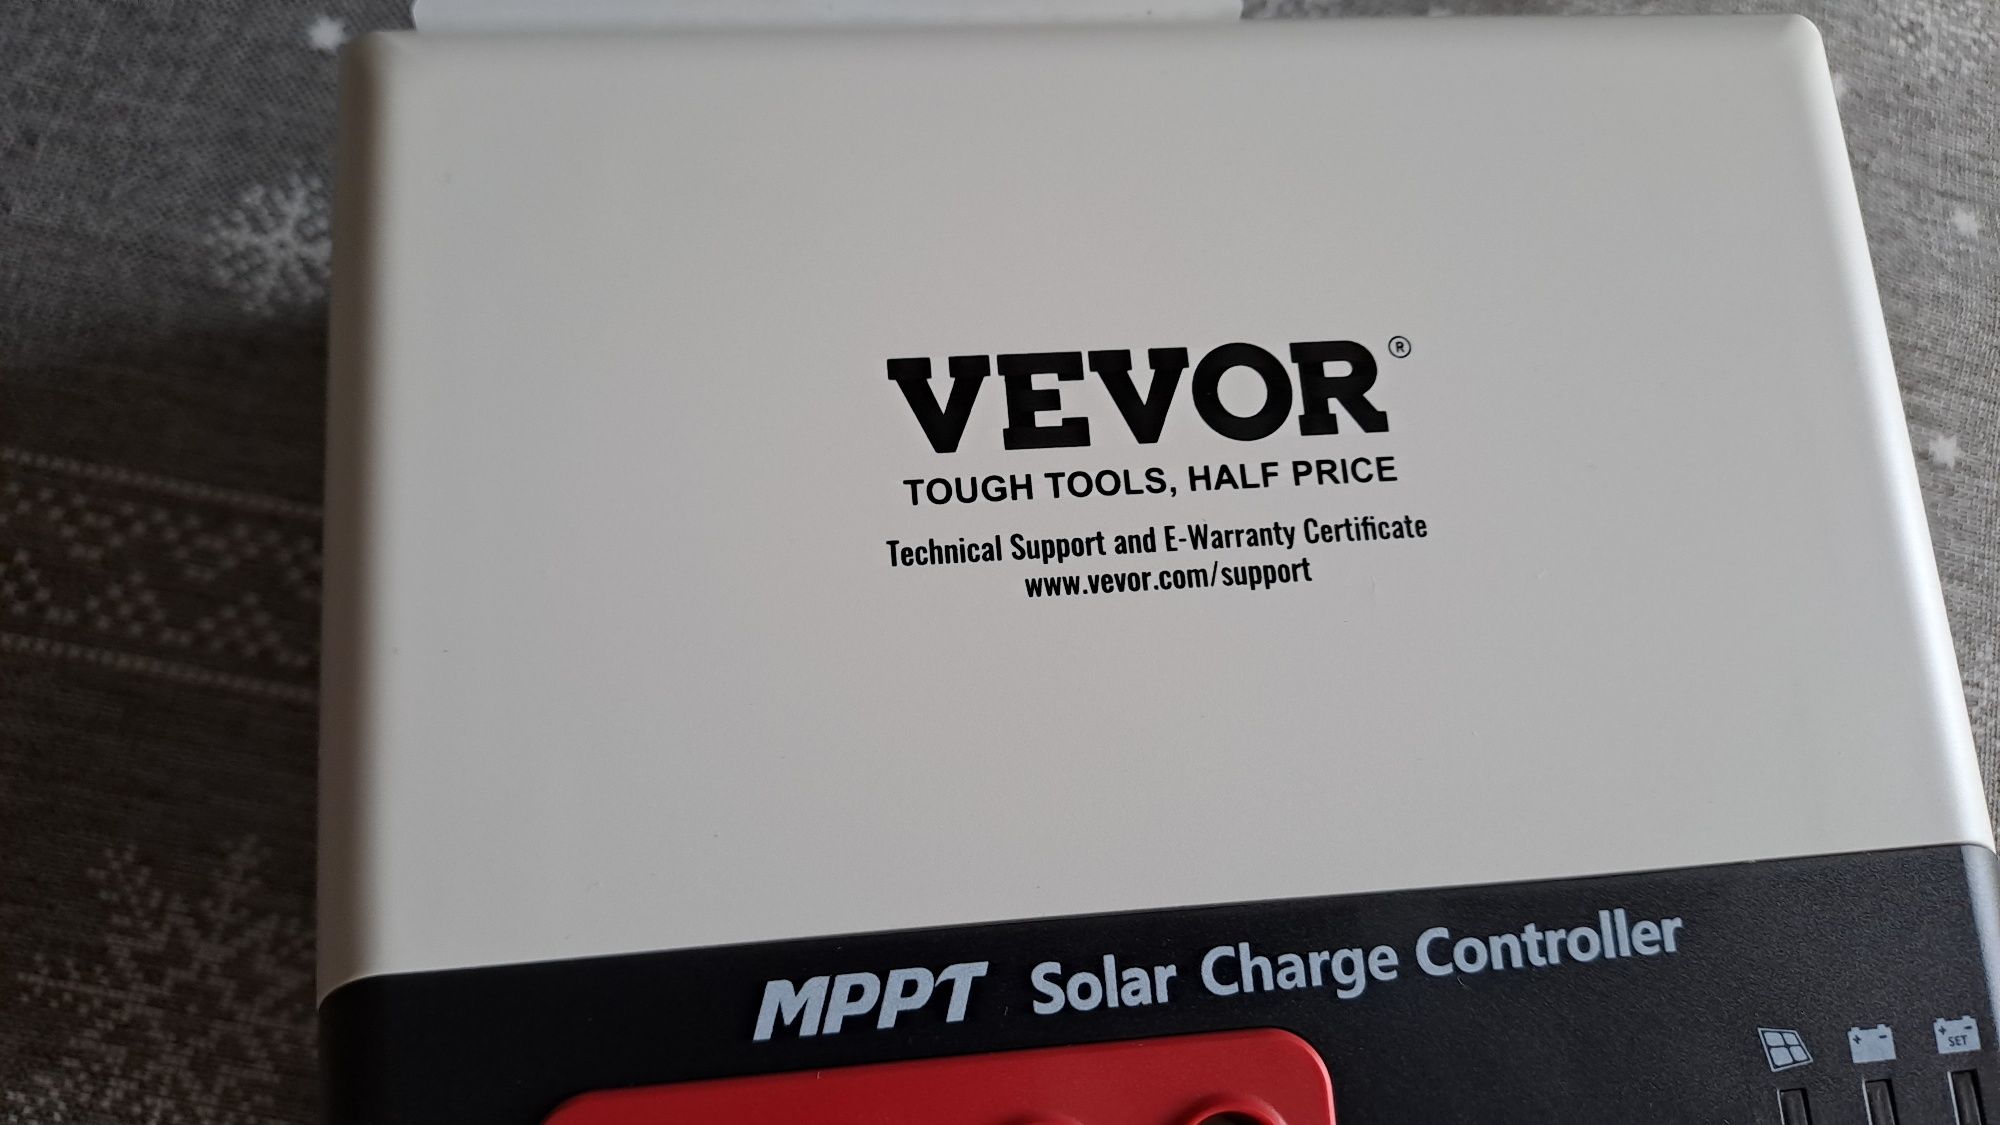 VEVOR®
TOUGH TOOLS, HALF PRICE
Technical Support and E-Warranty Certificate
www.vevor.com/support
MPPT Solar Charge Controller
SET